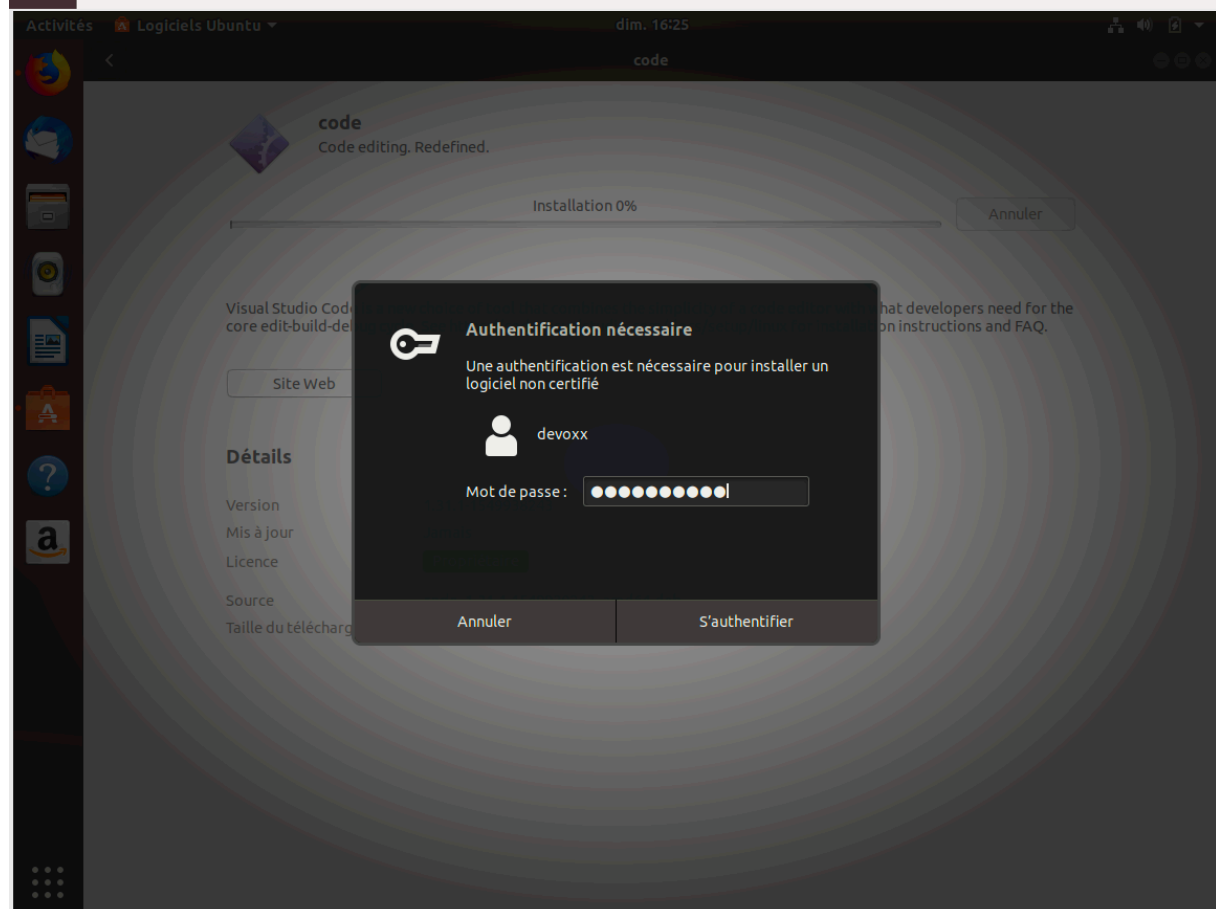 Activités Logiciels Ubuntu dim. 16:25
code
code
Code editing. Redefined.
Installation 0%
Annuler
Visual Studio Code hat developers need for the
core edit-build-de on instructions and FAQ.
Site Web
Authentification nécessaire
Une authentification est nécessaire pour installer un
logiciel non certifié
devoxx
Mot de passe : ●●●●●●●●●●
Annuler S'authentifier
Détails
Version
Mis à jour
Licence
Source
Taille du télécharg